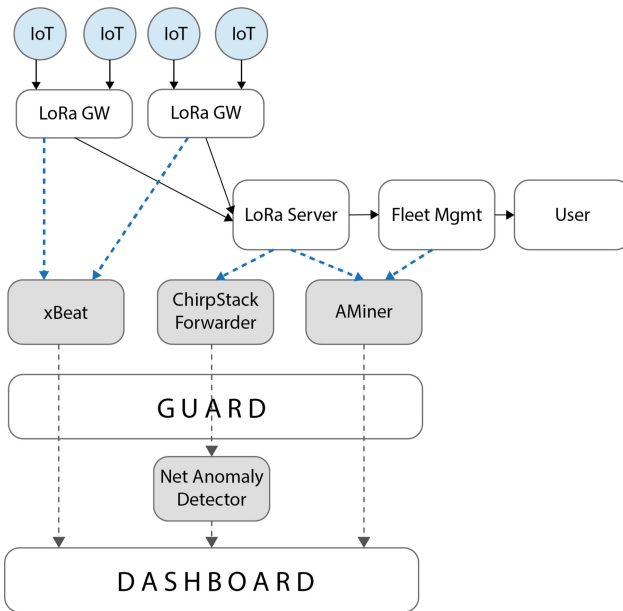 IoT
IoT
IoT
IoT
LoRa GW
LoRa GW
LoRa Server
Fleet Mgmt
User
xBeat
ChirpStack
Forwarder
AMiner
GUARD
Net Anomaly
Detector
DASHBOARD